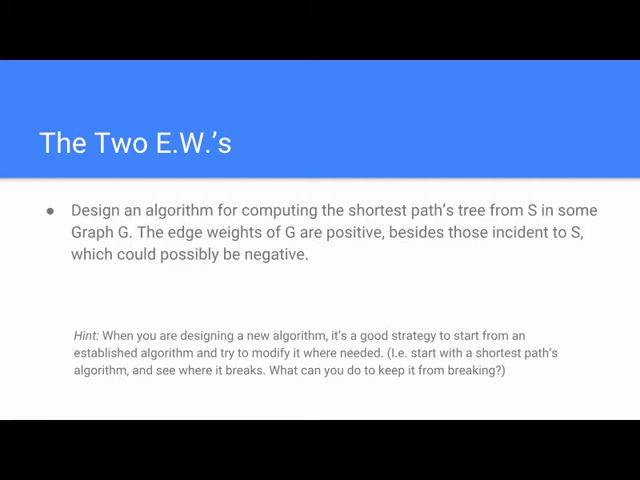 The Two E.W.'s
● Design an algorithm for computing the shortest path's tree from S in some
Graph G. The edge weights of G are positive, besides those incident to S,
which could possibly be negative.
Hint: When you are designing a new algorithm, it's a good strategy to start from an
established algorithm and try to modify it where needed. (I.e. start with a shortest path's
algorithm, and see where it breaks. What can you do to keep it from breaking?)